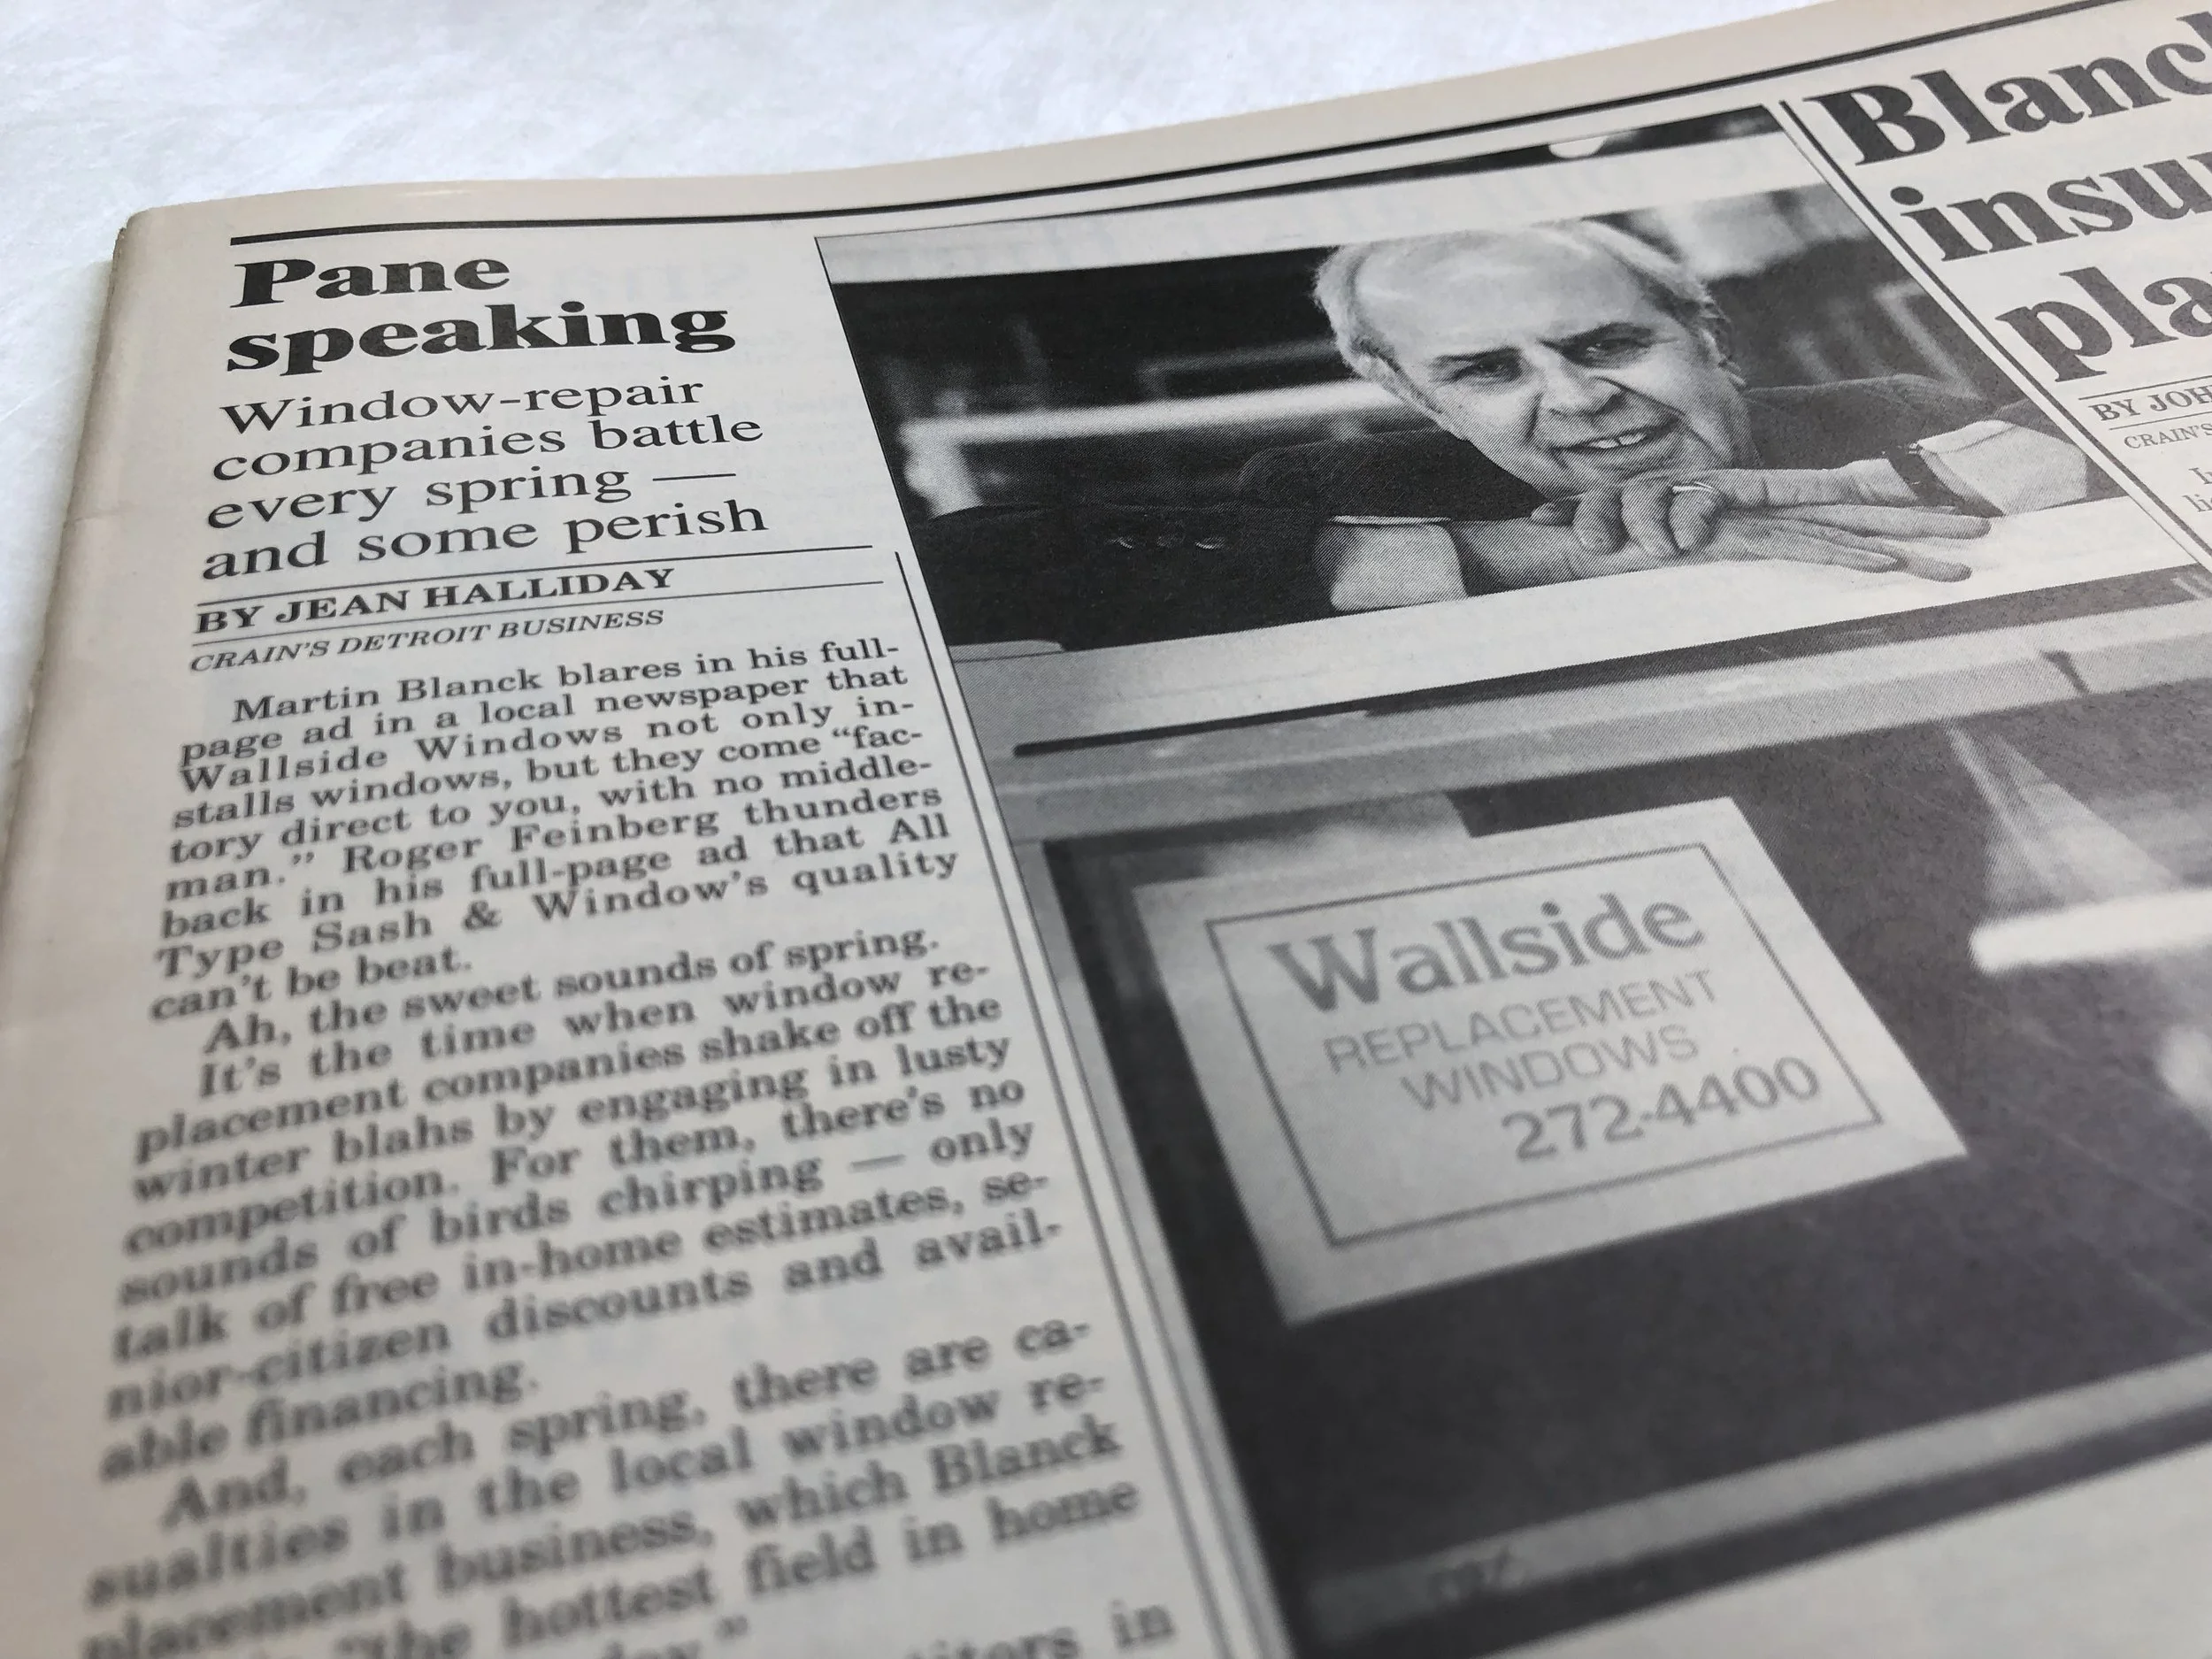 Pane
speaking
Window-repair
companies battle
every spring —
and some perish
BY JEAN HALLIDAY
CRAIN'S DETROIT BUSINESS
Martin Blanck blares in his full-
page ad in a local newspaper that
Wallside Windows not only in-
stalls windows, but they come “fac-
tory direct to you, with no middle-
man.” Roger Feinberg thunders
back in his full-page ad that All
Type Sash & Window's quality
can't be beat.
Ah, the sweet sounds of spring.
It's the time when window re-
placement companies shake off the
winter blahs by engaging in lusty
competition. For them, there's no
sounds of birds chirping — only
talk of free in-home estimates, se-
nior-citizen discounts and avail-
able financing.
And, each spring, there are ca-
sualties in the local window re-
placement business, which Blanck
“the hottest field in home
in
Wallside
REPLACEMENT
WINDOWS
272-4400
Blanc
insu
pla
BY JOH
CRAIN'S